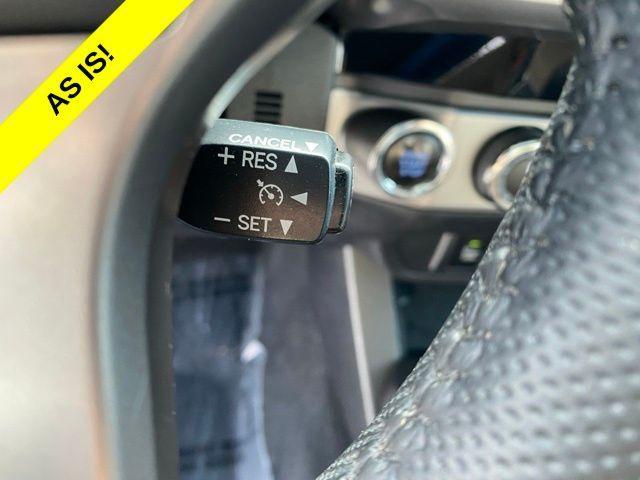 AS IS!
CANCEL ▼
+ RES ▲
◄
− SET ▼